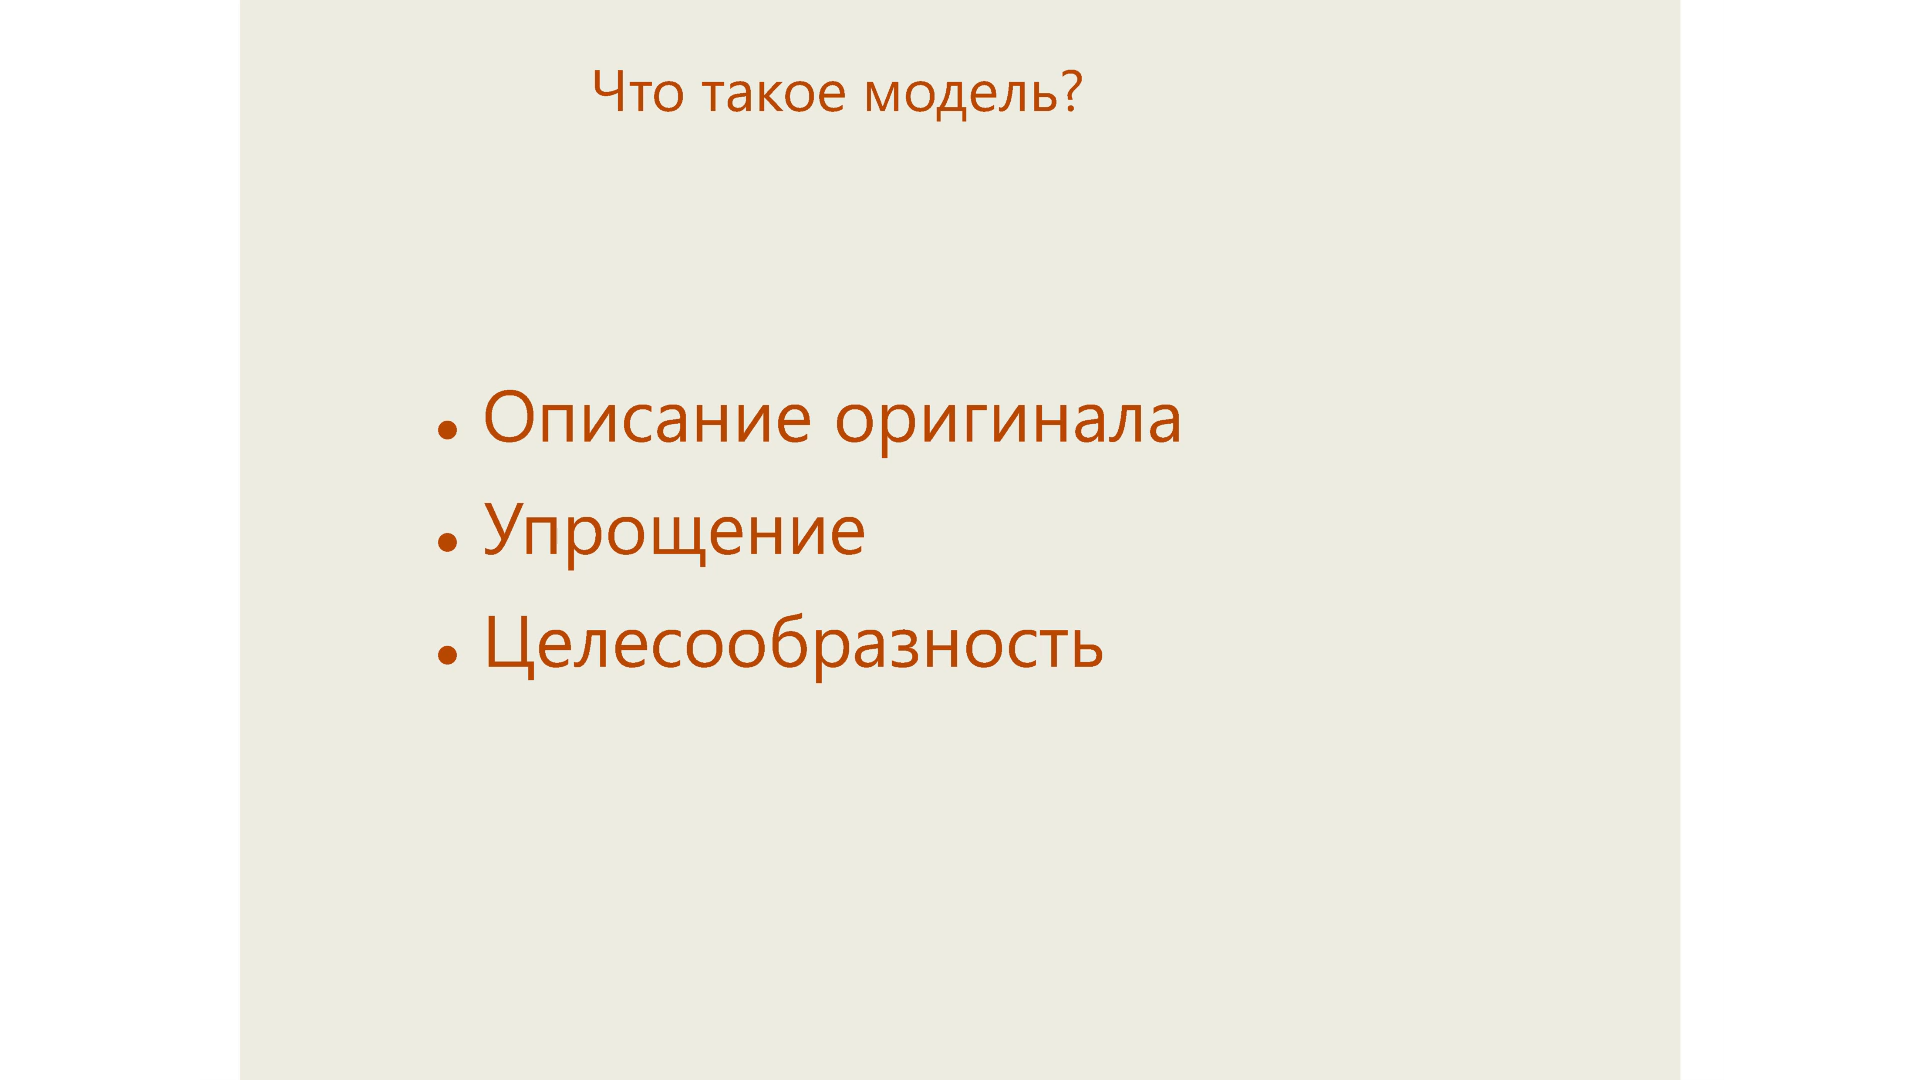 Что такое модель?
• Описание оригинала
• Упрощение
• Целесообразность